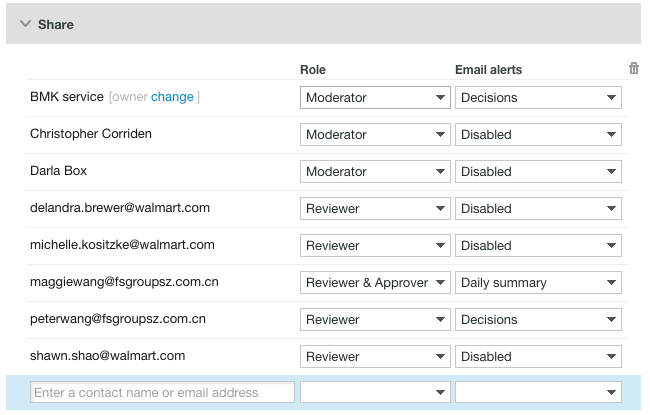 Share
Role Email alerts
BMK service [owner change ] Moderator Decisions
Christopher Corriden Moderator Disabled
Darla Box Moderator Disabled
delandra.brewer@walmart.com Reviewer Disabled
michelle.kositzke@walmart.com Reviewer Disabled
maggiewang@fsgroupsz.com.cn Reviewer & Approver Daily summary
peterwang@fsgroupsz.com.cn Reviewer Decisions
shawn.shao@walmart.com Reviewer Disabled
Enter a contact name or email address